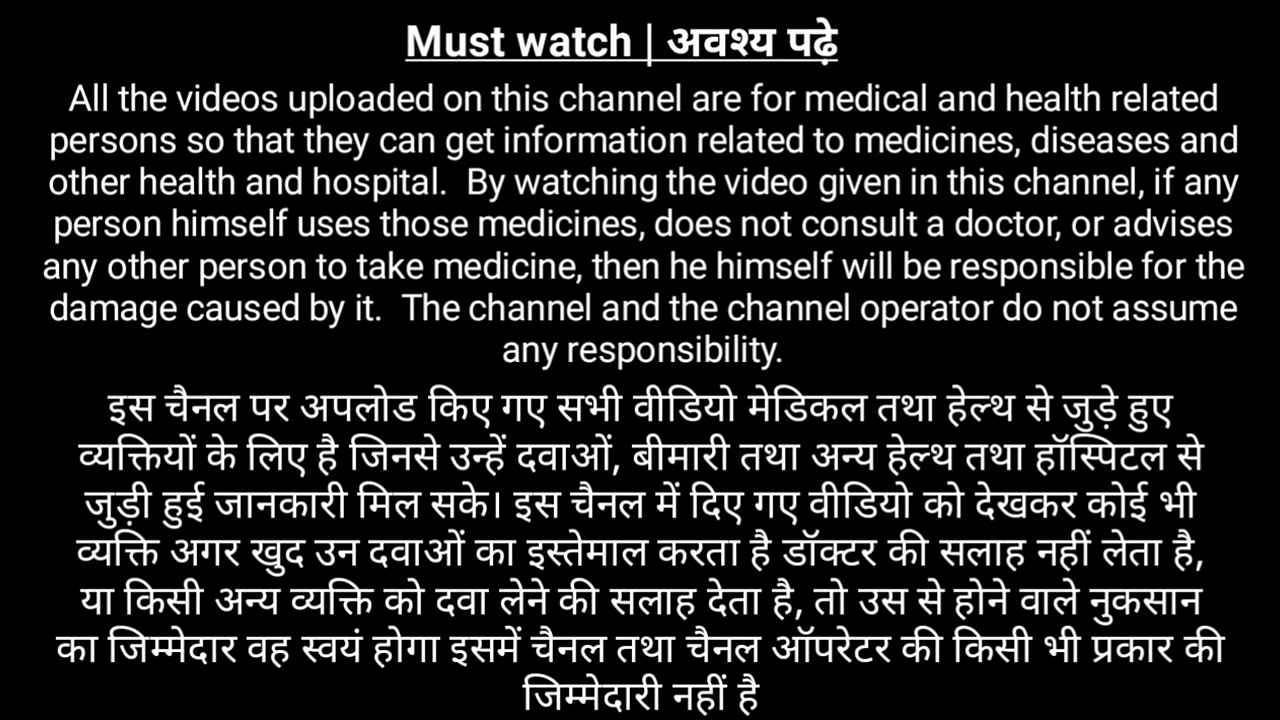 Must watch | अवश्य पढ़े
All the videos uploaded on this channel are for medical and health related
persons so that they can get information related to medicines, diseases and
other health and hospital.  By watching the video given in this channel, if any
person himself uses those medicines, does not consult a doctor, or advises
any other person to take medicine, then he himself will be responsible for the
damage caused by it.  The channel and the channel operator do not assume
any responsibility.
इस चैनल पर अपलोड किए गए सभी वीडियो मेडिकल तथा हेल्थ से जुड़े हुए
व्यक्तियों के लिए है जिनसे उन्हें दवाओं, बीमारी तथा अन्य हेल्थ तथा हॉस्पिटल से
जुड़ी हुई जानकारी मिल सके। इस चैनल में दिए गए वीडियो को देखकर कोई भी
व्यक्ति अगर खुद उन दवाओं का इस्तेमाल करता है डॉक्टर की सलाह नहीं लेता है,
या किसी अन्य व्यक्ति को दवा लेने की सलाह देता है, तो उस से होने वाले नुकसान
का जिम्मेदार वह स्वयं होगा इसमें चैनल तथा चैनल ऑपरेटर की किसी भी प्रकार की
जिम्मेदारी नहीं है